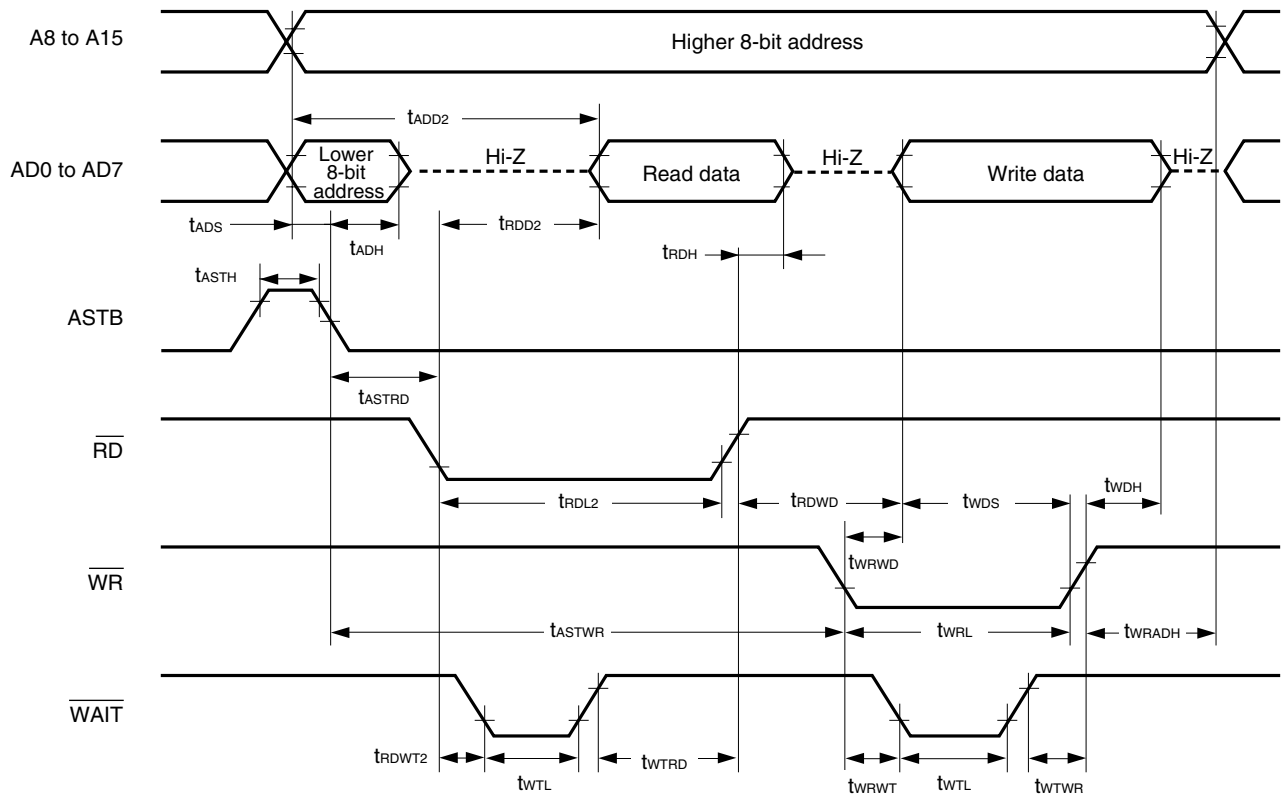 A8 to A15
Higher 8-bit address
tADD2
AD0 to AD7
Lower
8-bit
address
Hi-Z
Read data
Hi-Z
Write data
Hi-Z
tADS
tADH
tRDD2
tRDH
tASTH
ASTB
tASTRD
RD
tRDL2
tRDWD
tWDS
tWDH
tWRWD
WR
tASTWR
tWRL
tWRADH
WAIT
tRDWT2
tWTL
tWTRD
tWRWT
tWTL
tWTWR